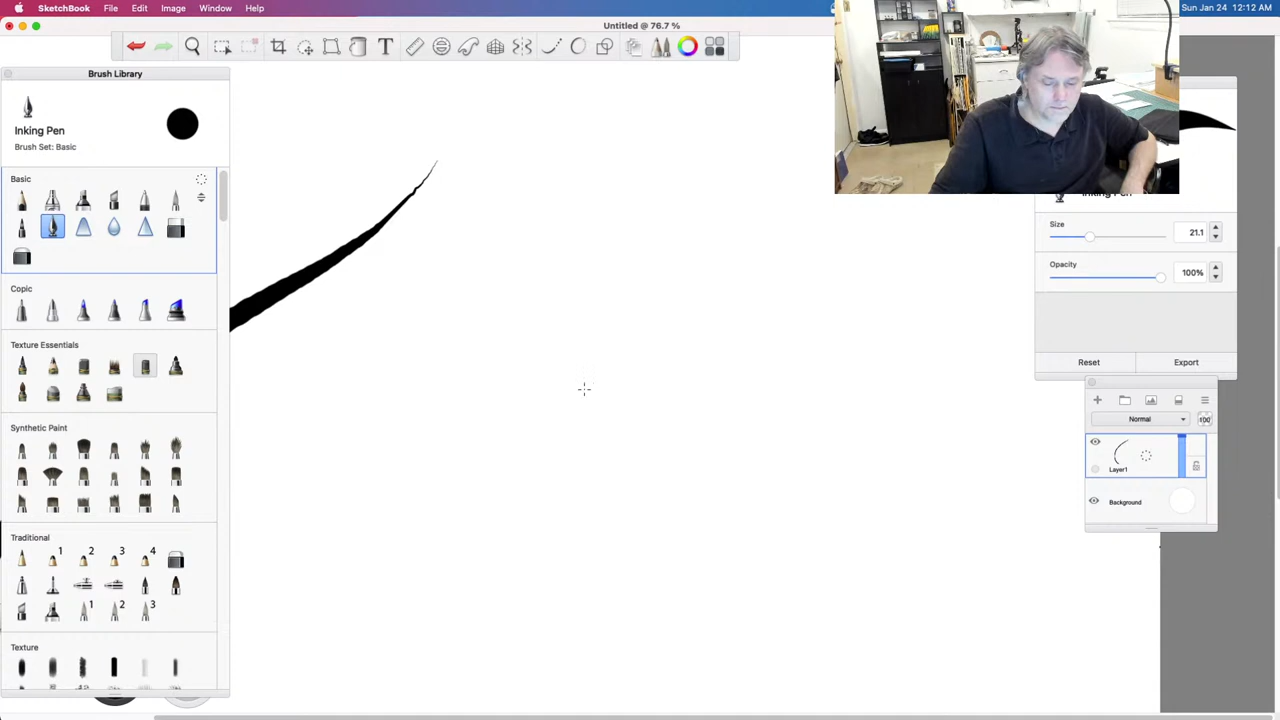 SketchBook File Edit Image Window Help
Sun Jan 24 12:12 AM
Untitled @ 76.7 %
T
Brush Library
Inking Pen
Brush Set: Basic
Basic
Copic
Texture Essentials
Synthetic Paint
Traditional
1 2 3 4
1 2 3
Texture
Size 21.1
Opacity 100%
Reset Export
Normal 100
Layer1
Background